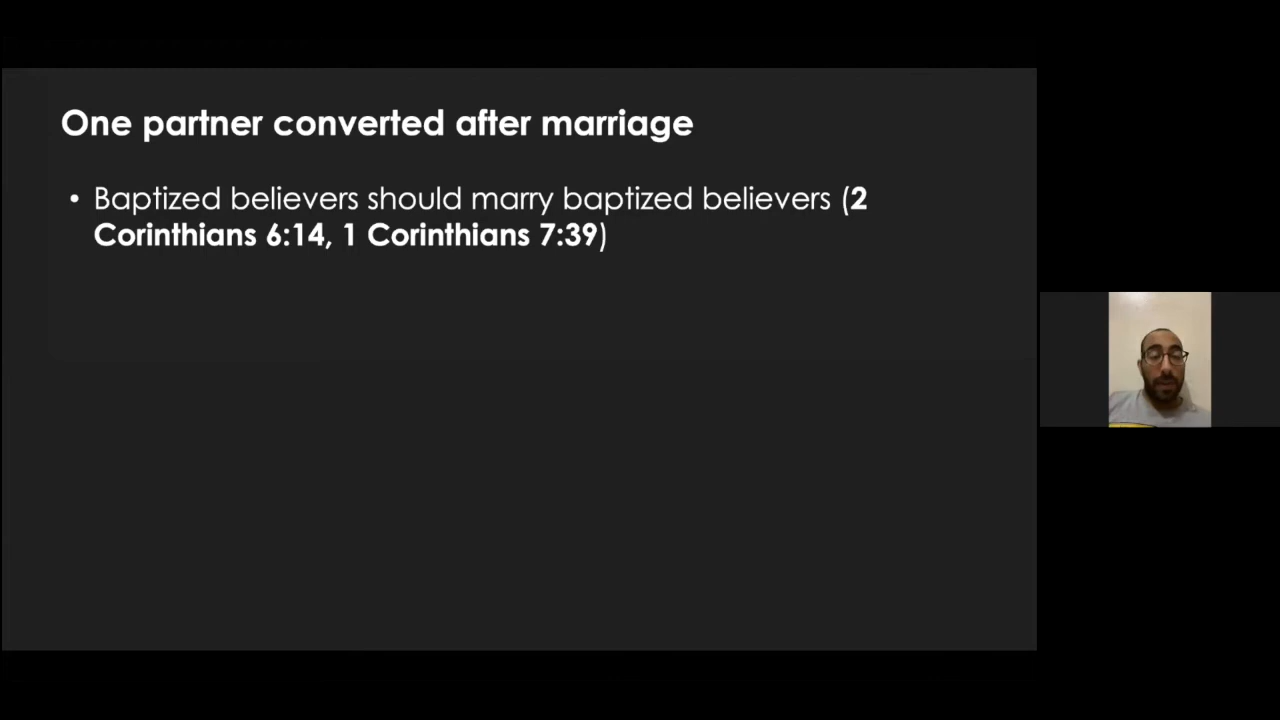 One partner converted after marriage
• Baptized believers should marry baptized believers (2
Corinthians 6:14, 1 Corinthians 7:39)